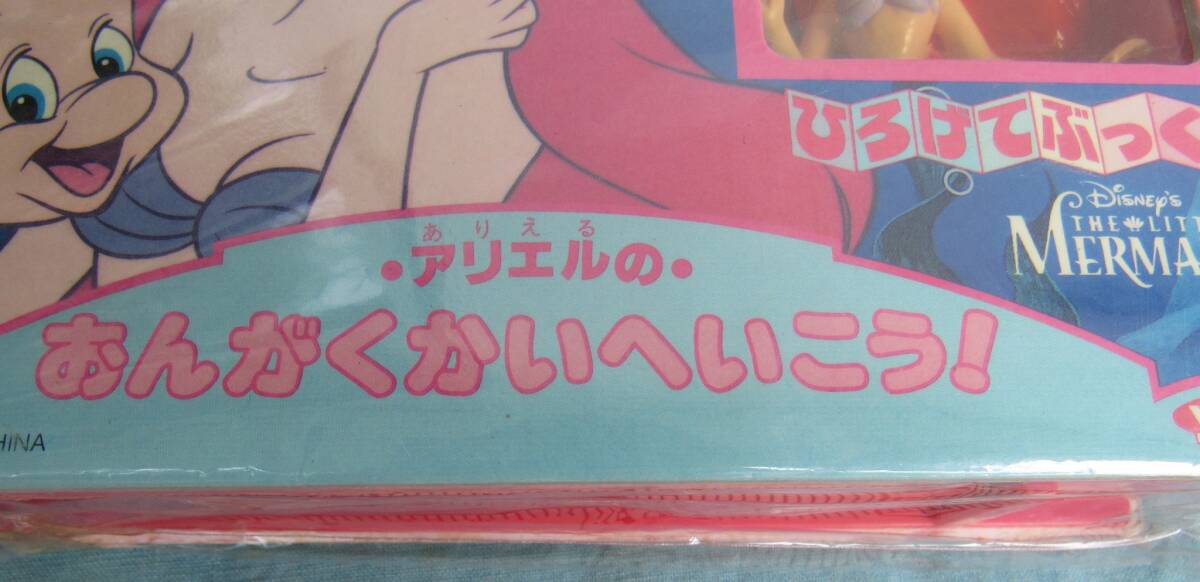 ひろげてぶっく
Disney's
THE LITT
MERMA
ありえる
・アリエルの・
おんがくかいへいこう!
HINA